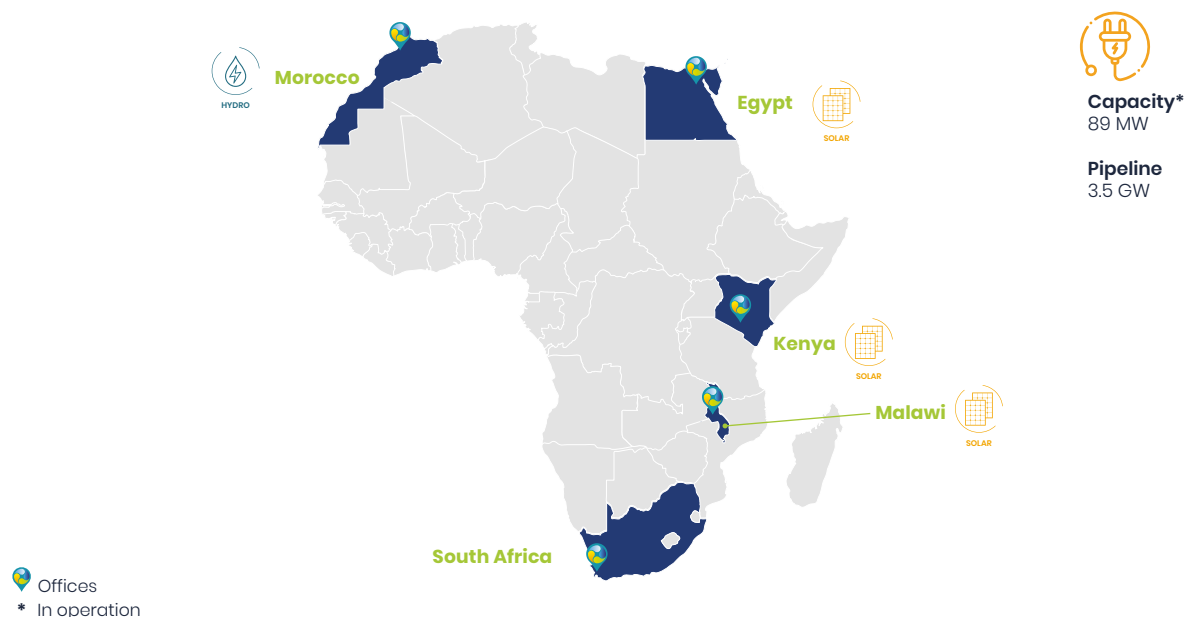 Morocco
HYDRO
Egypt
SOLAR
Capacity*
89 MW
Pipeline
3.5 GW
Kenya
SOLAR
Malawi
SOLAR
South Africa
Offices
* In operation